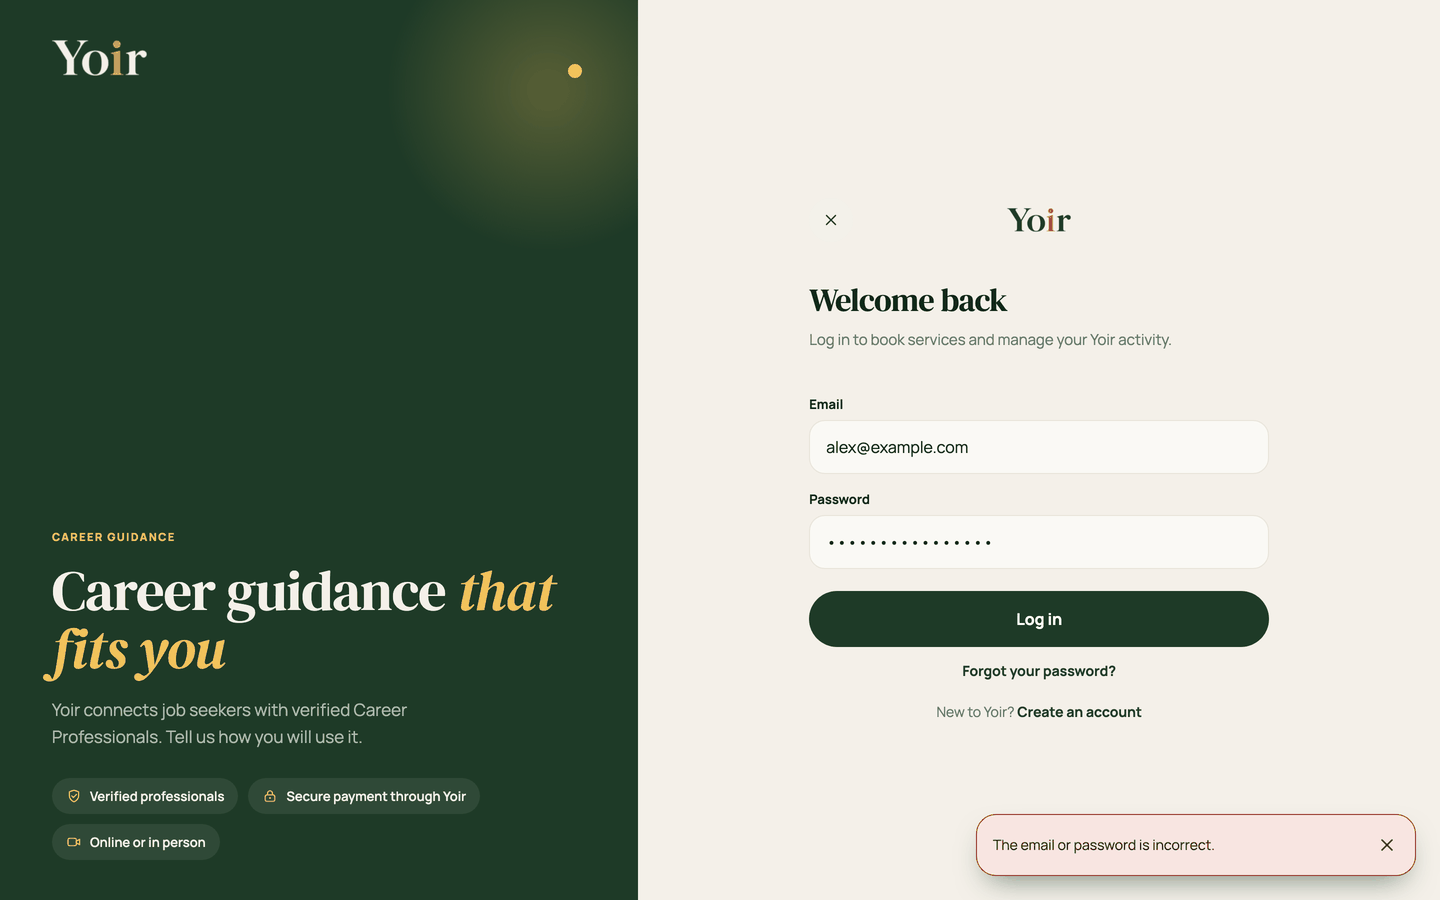 Yoir
CAREER GUIDANCE
Career guidance that
fits you
Yoir connects job seekers with verified Career
Professionals. Tell us how you will use it.
Verified professionals
Secure payment through Yoir
Online or in person
Yoir
Welcome back
Log in to book services and manage your Yoir activity.
Email
alex@example.com
Password
••••••••••••••••
Log in
Forgot your password?
New to Yoir? Create an account
The email or password is incorrect.